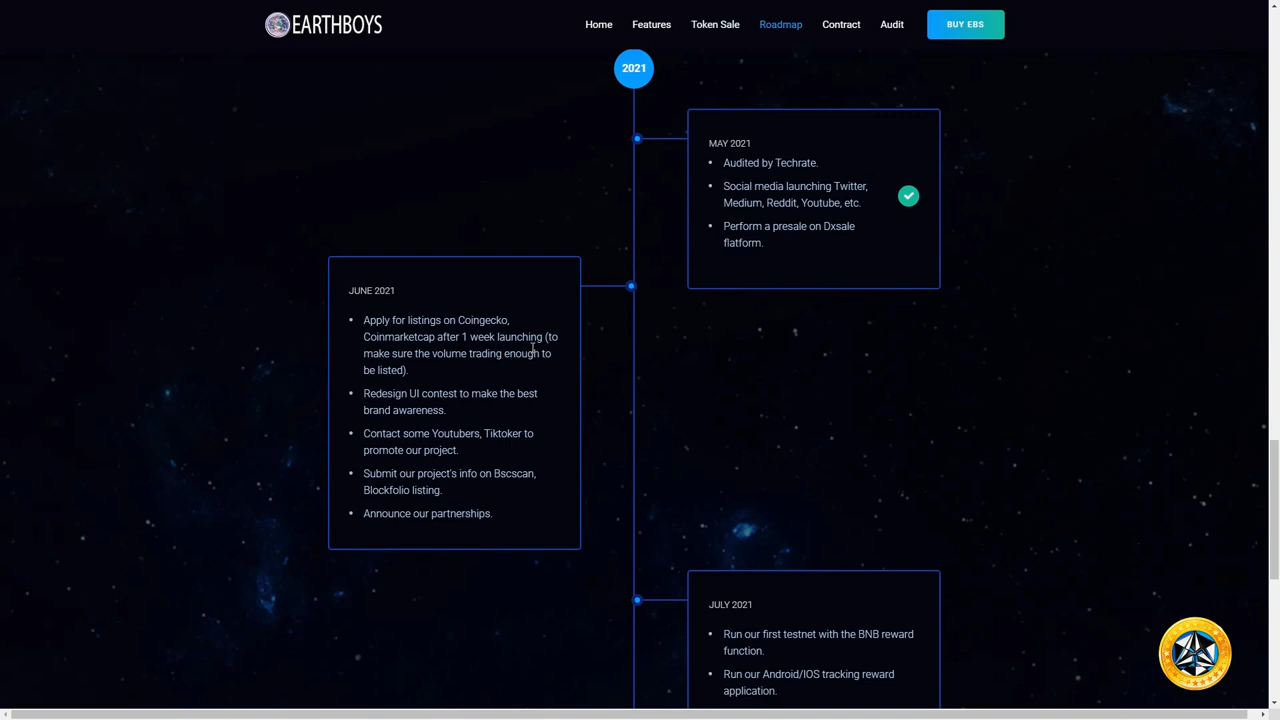 EARTHBOYS
Home
Features
Token Sale
Roadmap
Contract
Audit
BUY EBS
2021
MAY 2021
• Audited by Techrate.
• Social media launching Twitter,
Medium, Reddit, Youtube, etc.
• Perform a presale on Dxsale
flatform.
JUNE 2021
• Apply for listings on Coingecko,
Coinmarketcap after 1 week launching (to
make sure the volume trading enough to
be listed).
• Redesign UI contest to make the best
brand awareness.
• Contact some Youtubers, Tiktoker to
promote our project.
• Submit our project's info on Bscscan,
Blockfolio listing.
• Announce our partnerships.
JULY 2021
• Run our first testnet with the BNB reward
function.
• Run our Android/IOS tracking reward
application.